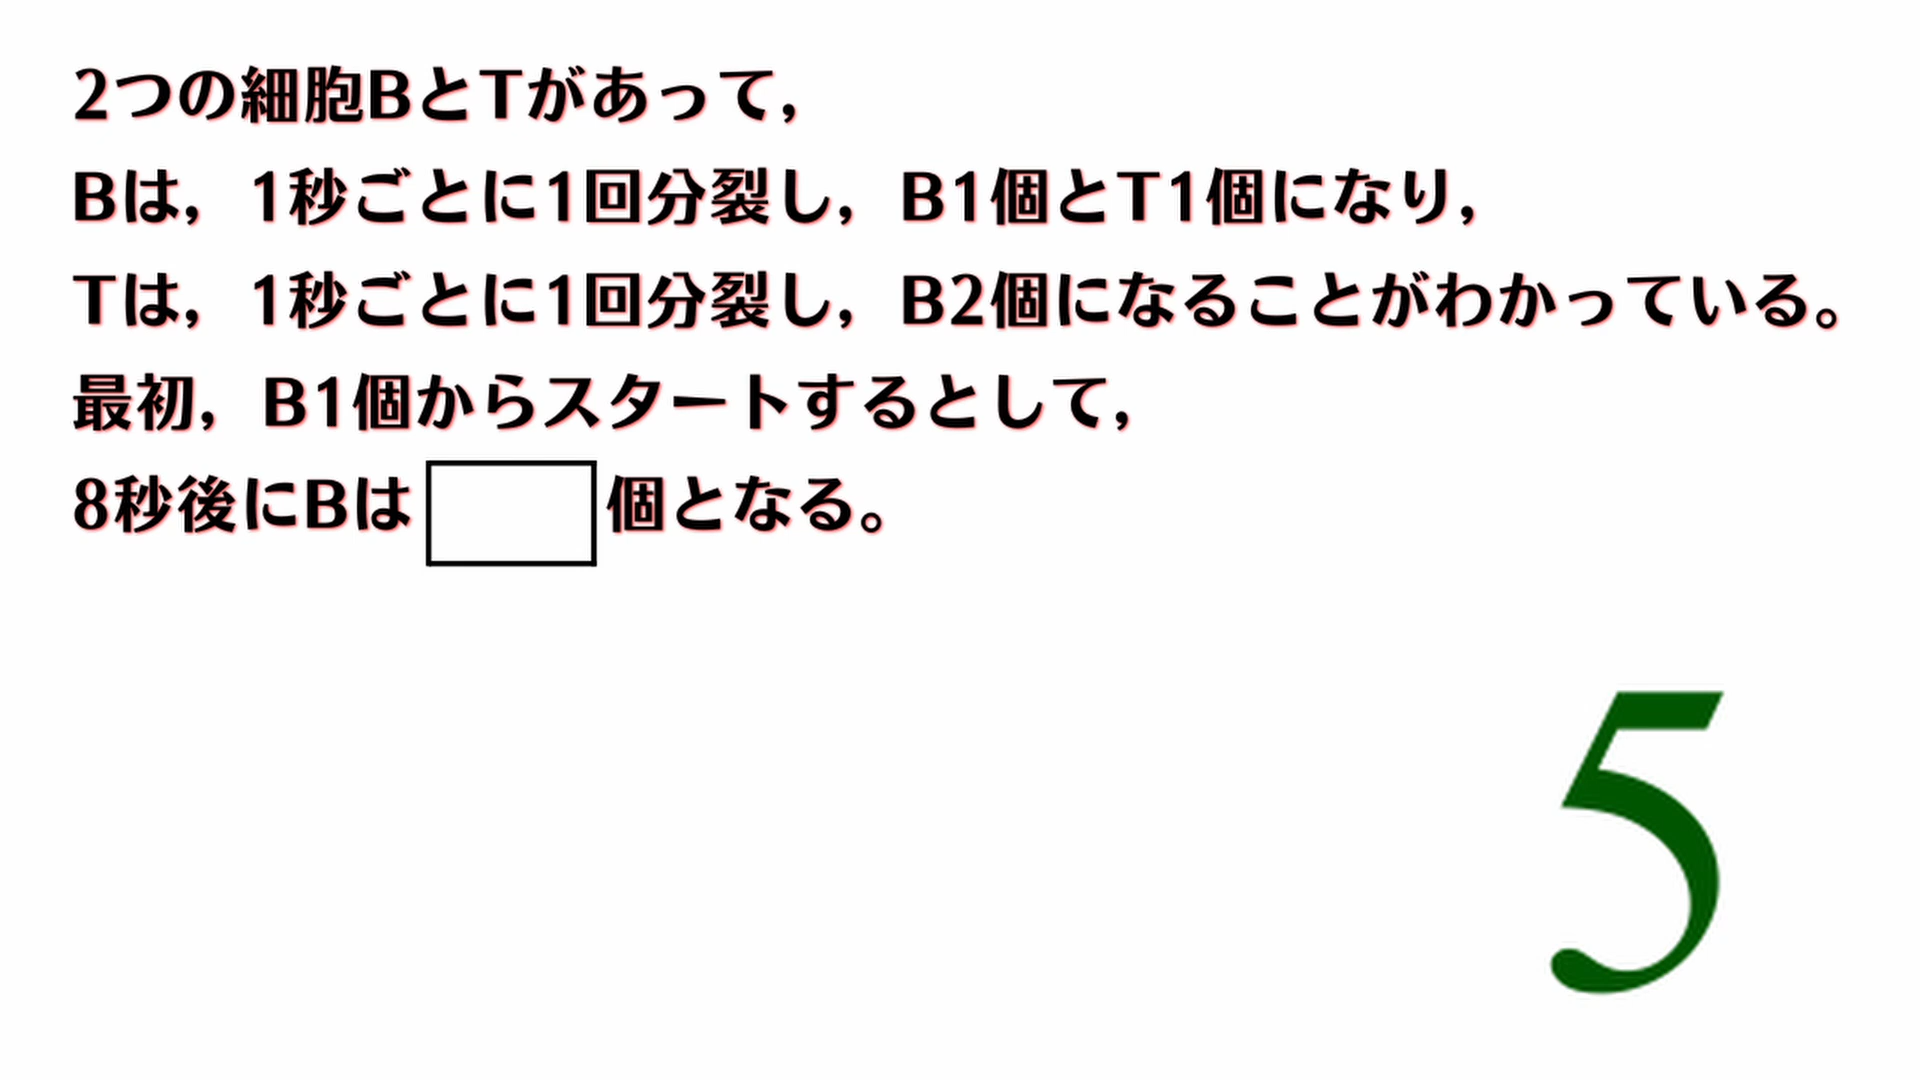 2つの細胞BとTがあって，
Bは，1秒ごとに1回分裂し，B1個とT1個になり，
Tは，1秒ごとに1回分裂し，B2個になることがわかっている。
最初，B1個からスタートするとして，
8秒後にBは 個となる。
5